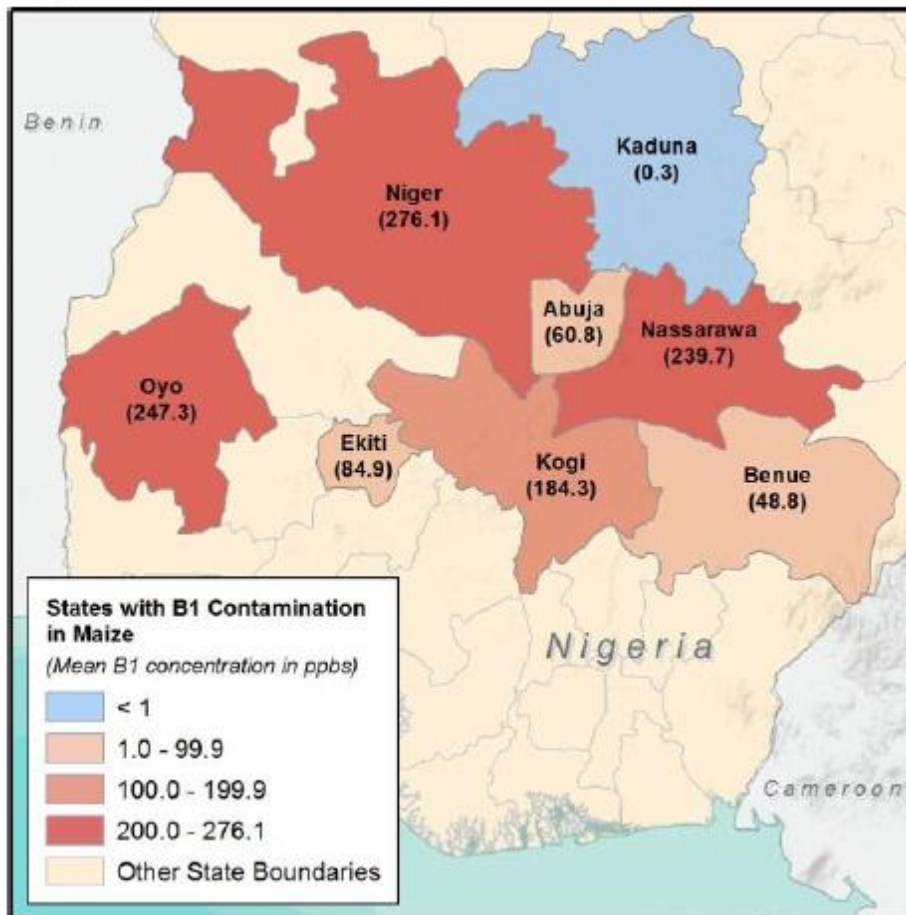 Benin
Kaduna
(0.3)
Niger
(276.1)
Abuja
(60.8)
Nassarawa
(239.7)
Oyo
(247.3)
Ekiti
(84.9)
Kogi
(184.3)
Benue
(48.8)
Nigeria
Cameroon
States with B1 Contamination
in Maize
(Mean B1 concentration in ppbs)
< 1
1.0 - 99.9
100.0 - 199.9
200.0 - 276.1
Other State Boundaries